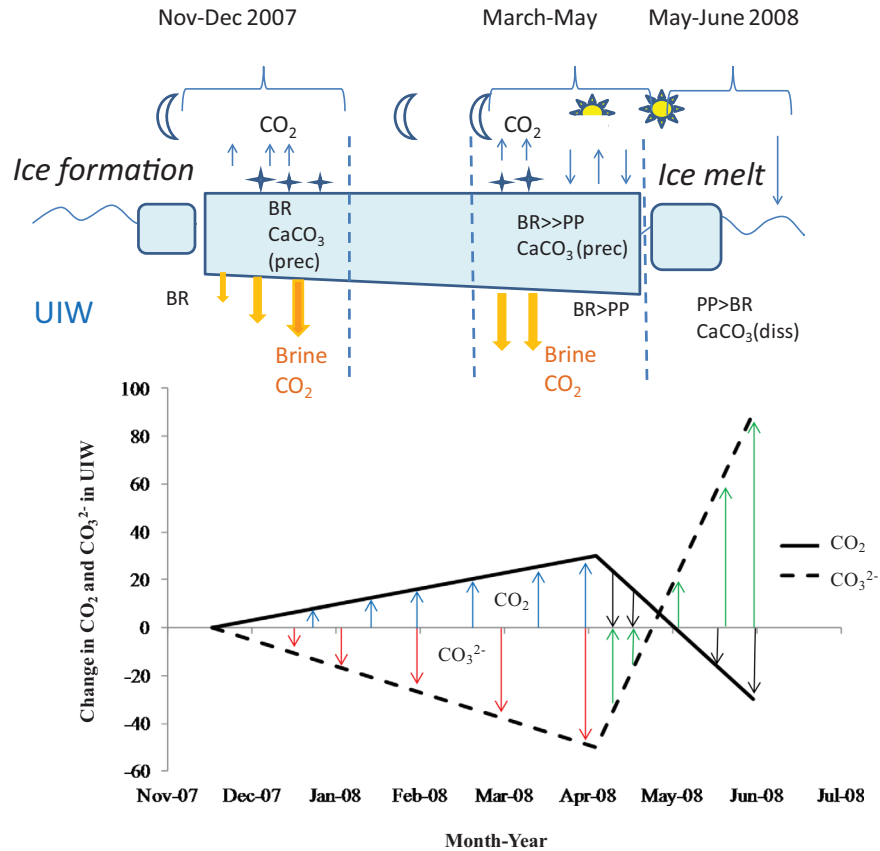 Nov-Dec 2007
March-May
May-June 2008
CO₂
CO₂
Ice formation
Ice melt
BR
CaCO₃
(prec)
BR>>PP
CaCO₃ (prec)
BR
BR>PP
PP>BR
CaCO₃(diss)
UIW
Brine
CO₂
Brine
CO₂
Change in CO₂ and CO₃²⁻ in UIW
100
80
60
40
20
0
-20
-40
-60
CO₂
CO₃²⁻
CO₂
CO₃²⁻
Nov-07 Dec-07 Jan-08 Feb-08 Mar-08 Apr-08 May-08 Jun-08 Jul-08
Month-Year